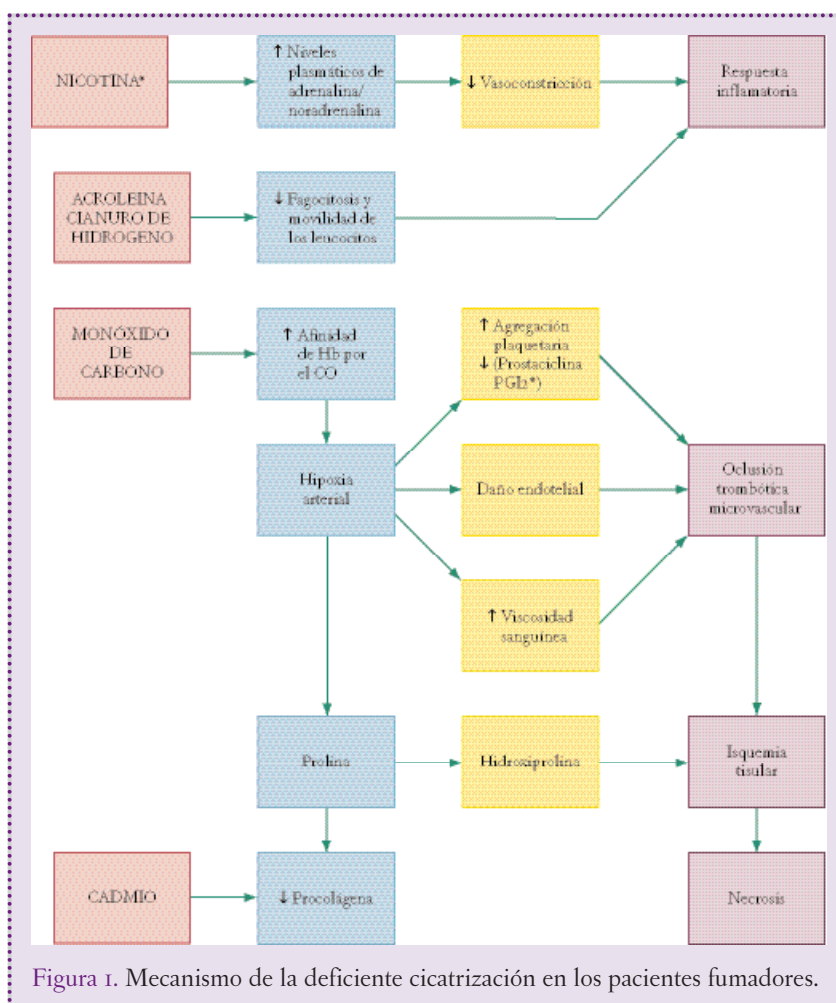 NICOTINA*
↑ Niveles
plasmáticos de
adrenalina/
noradrenalina
↓ Vasoconstricción
Respuesta
inflamatoria
ACROLEINA
CIANURO DE
HIDROGENO
↓ Fagocitosis y
movilidad de
los leucocitos
MONÓXIDO
DE
CARBONO
↑ Afinidad
de Hb por
el CO
↑ Agregación
plaquetaria
↓ (Prostaciclina
PGI2*)
Hipoxia
arterial
Daño endotelial
Oclusión
trombótica
microvascular
↑ Viscosidad
sanguínea
Prolina
Hidroxiprolina
Isquemia
tisular
CADMIO
↓ Procolágena
Necrosis
Figura 1. Mecanismo de la deficiente cicatrización en los pacientes fumadores.